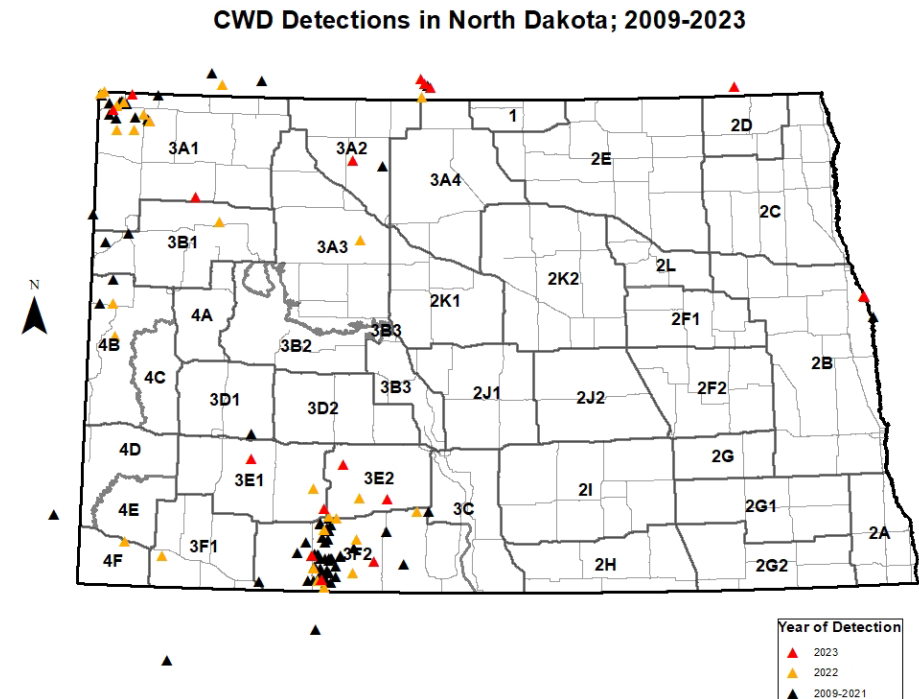 CWD Detections in North Dakota; 2009-2023
1
2D
2E
3A1
3A2
3A4
2C
3B1
3A3
2L
2K2
2K1
4A
2F1
3B3
3B2
4B
2B
4C
3B3
2F2
2J1
2J2
3D1
3D2
4D
2G
3E1
3E2
2I
4E
3C
2G1
2A
3F1
3F2
4F
2H
2G2
N
Year of Detection
2023
2022
2009-2021